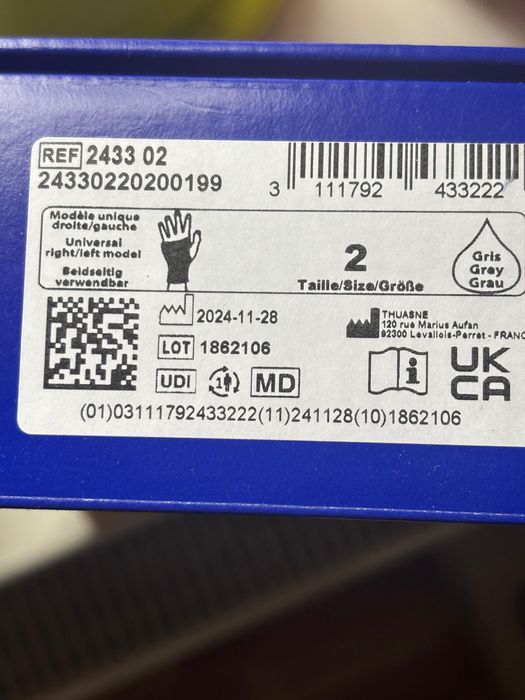 REF 2433 02
24330220200199
3 111792 433222
Modèle unique
droite/gauche
Universal
right/left model
Beidseitig
verwendbar
2
Taille/Size/Größe
Gris
Grey
Grau
2024-11-28
LOT 1862106
UDI 1 MD
THUASNE
120 rue Marius Aufan
92300 Levallois-Perret - FRANC
i
UK
CA
(01)03111792433222(11)241128(10)1862106